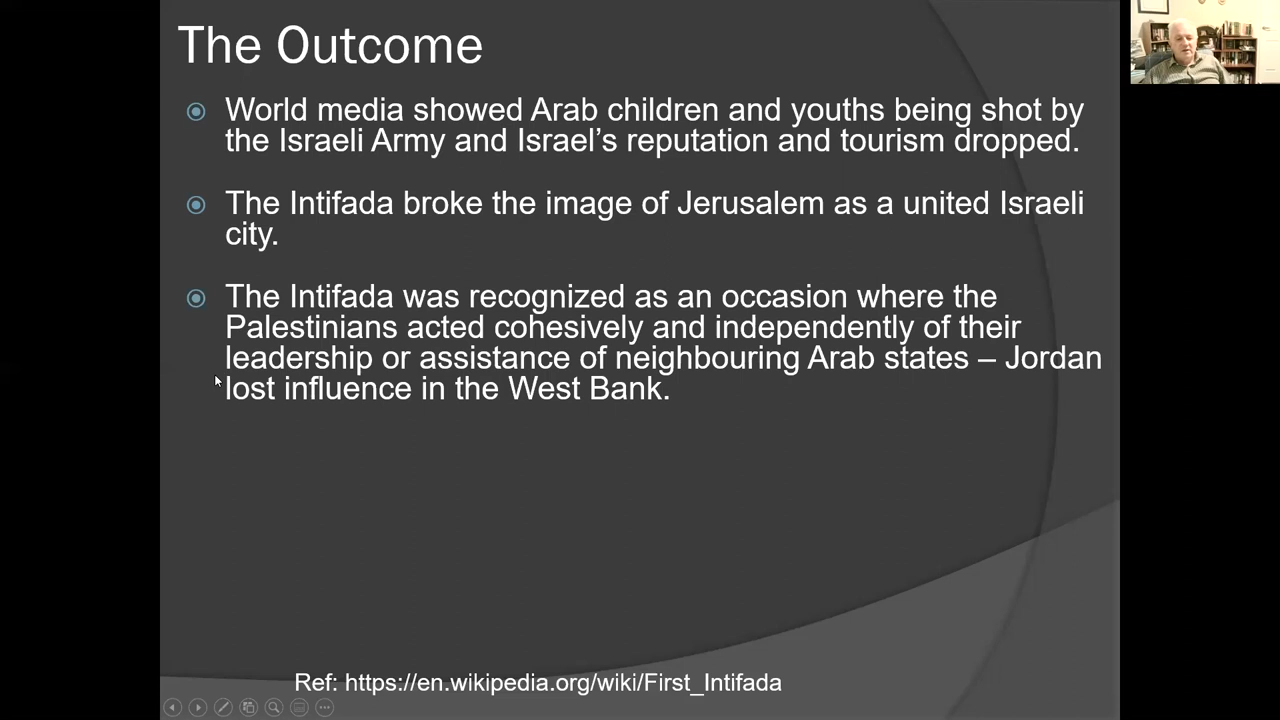 The Outcome
World media showed Arab children and youths being shot by
the Israeli Army and Israel’s reputation and tourism dropped.
The Intifada broke the image of Jerusalem as a united Israeli
city.
The Intifada was recognized as an occasion where the
Palestinians acted cohesively and independently of their
leadership or assistance of neighbouring Arab states – Jordan
lost influence in the West Bank.
Ref: https://en.wikipedia.org/wiki/First_Intifada